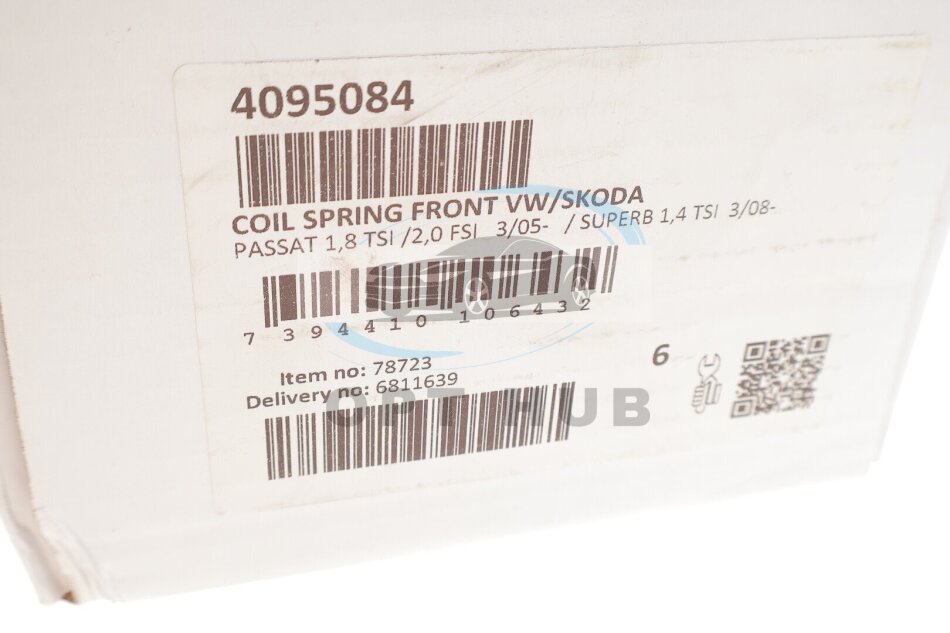 4095084
COIL SPRING FRONT VW/SKODA
PASSAT 1,8 TSI /2,0 FSI 3/05- / SUPERB 1,4 TSI 3/08-
7 394410 106432
Item no: 78723
6
Delivery no: 6811639
OPT HUB